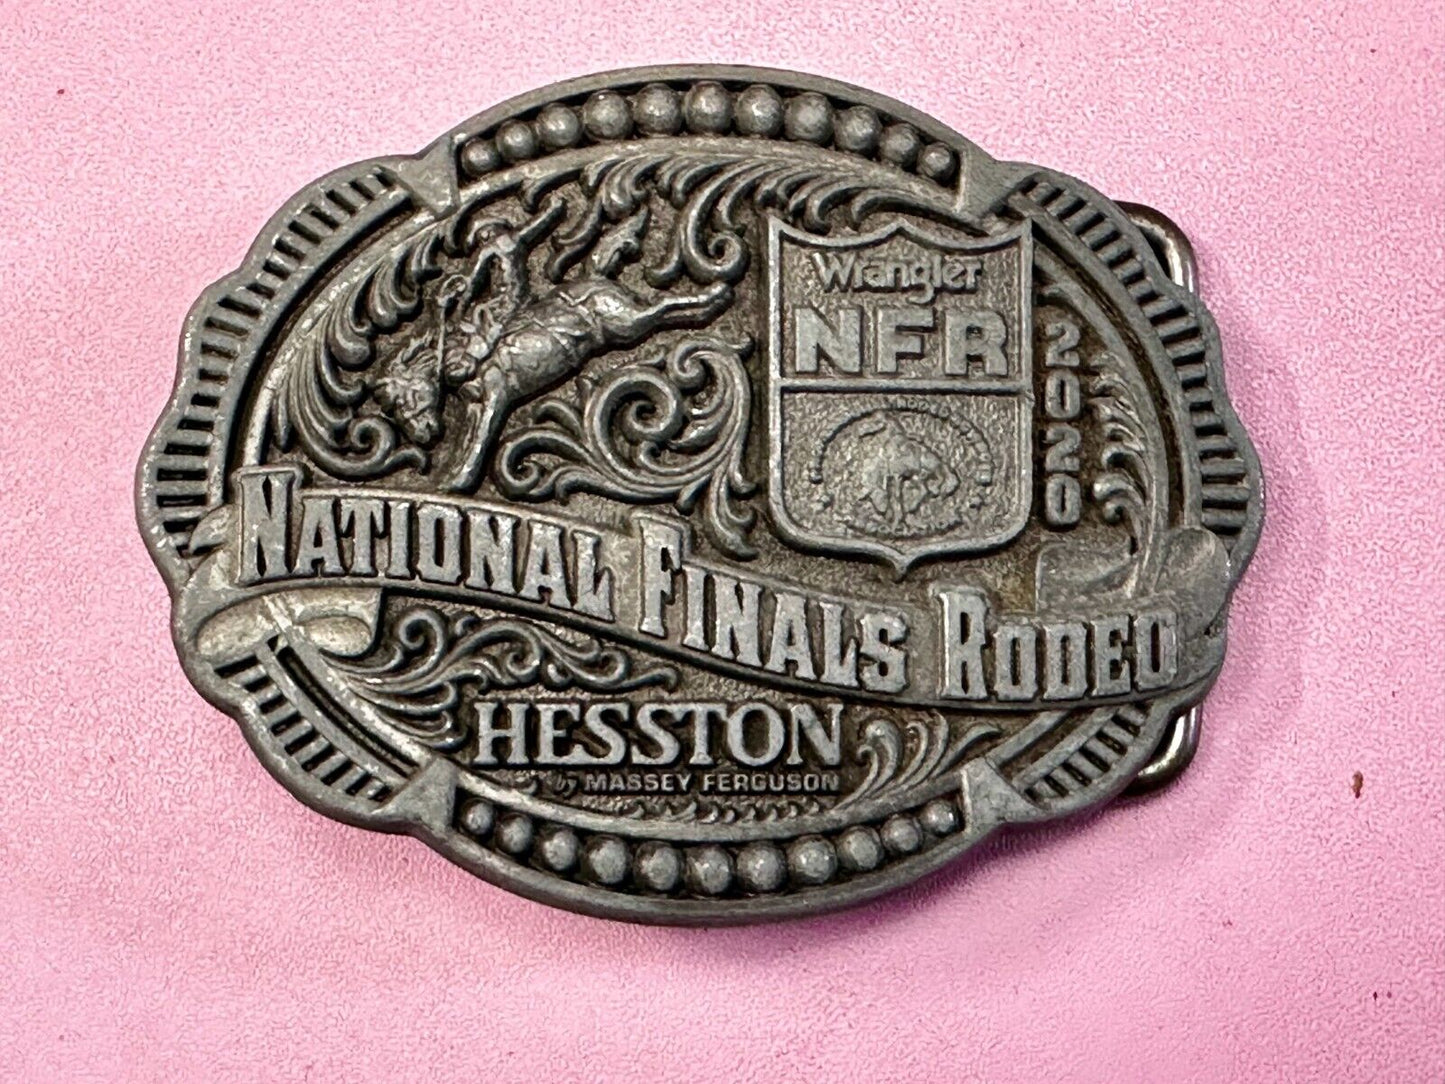 Wrangler
NFR
2020
NATIONAL FINALS RODEO
HESSTON
by MASSEY FERGUSON